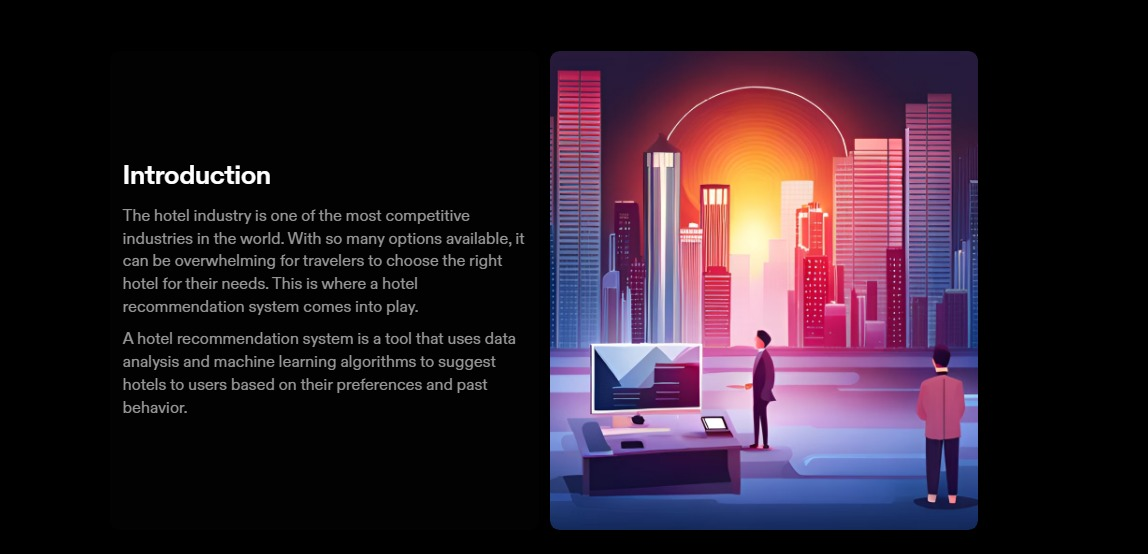 Introduction
The hotel industry is one of the most competitive
industries in the world. With so many options available, it
can be overwhelming for travelers to choose the right
hotel for their needs. This is where a hotel
recommendation system comes into play.
A hotel recommendation system is a tool that uses data
analysis and machine learning algorithms to suggest
hotels to users based on their preferences and past
behavior.